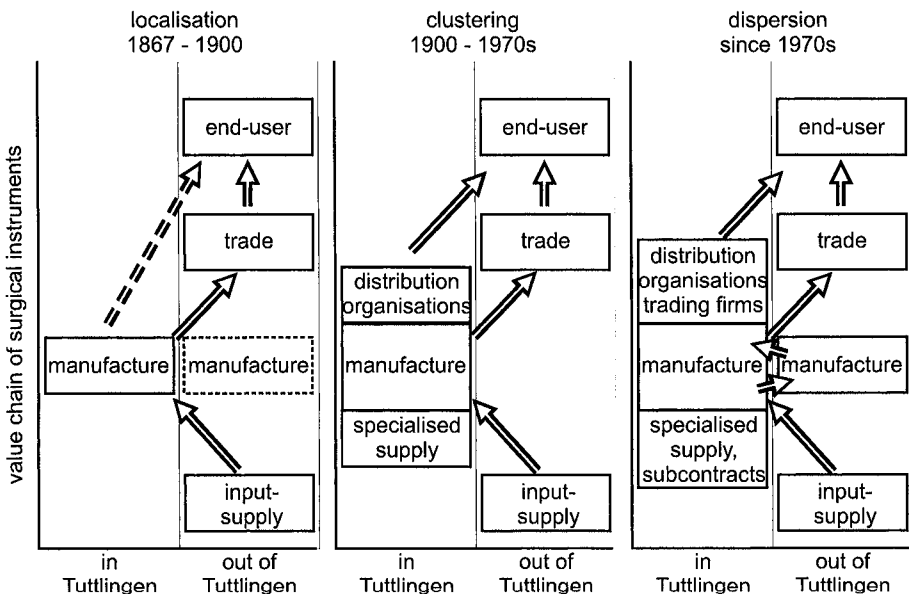 localisation
1867 - 1900
clustering
1900 - 1970s
dispersion
since 1970s
value chain of surgical instruments
end-user
trade
manufacture
manufacture
input-
supply
in
Tuttlingen
out of
Tuttlingen
end-user
trade
distribution
organisations
manufacture
specialised
supply
input-
supply
in
Tuttlingen
out of
Tuttlingen
end-user
trade
distribution
organisations
trading firms
manufacture
manufacture
specialised
supply,
subcontracts
input-
supply
in
Tuttlingen
out of
Tuttlingen